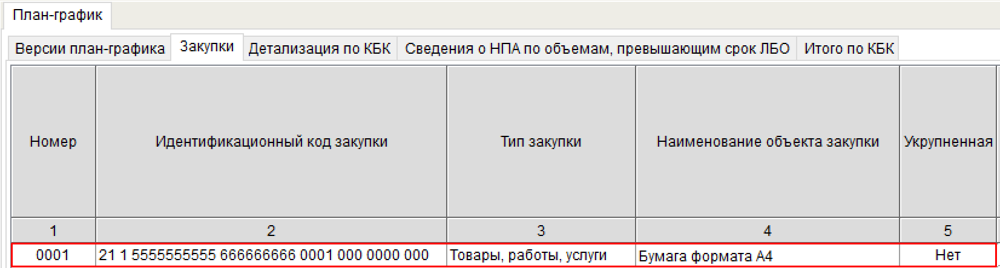 План-график
Версии план-графика Закупки Детализация по КБК Сведения о НПА по объемам, превышающим срок ЛБО Итого по КБК
Номер Идентификационный код закупки Тип закупки Наименование объекта закупки Укрупненная
1 2 3 4 5
0001 21 1 5555555555 666666666 0001 000 0000 000 Товары, работы, услуги Бумага формата А4 Нет